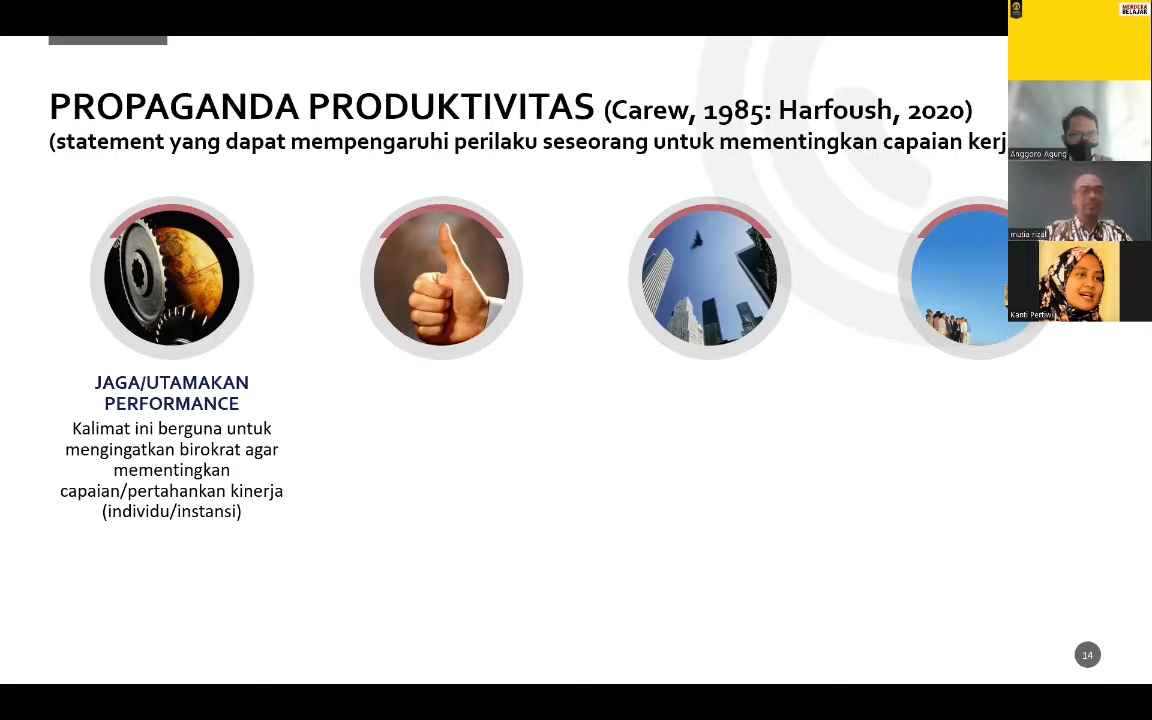 PROPAGANDA PRODUKTIVITAS (Carew, 1985: Harfoush, 2020)
(statement yang dapat mempengaruhi perilaku seseorang untuk mementingkan capaian kerj
JAGA/UTAMAKAN
PERFORMANCE
Kalimat ini berguna untuk
mengingatkan birokrat agar
mementingkan
capaian/pertahankan kinerja
(individu/instansi)
14
MERDEKA
BELAJAR
Anggoro Agung
mutia rizal
Kanti Pertiwi